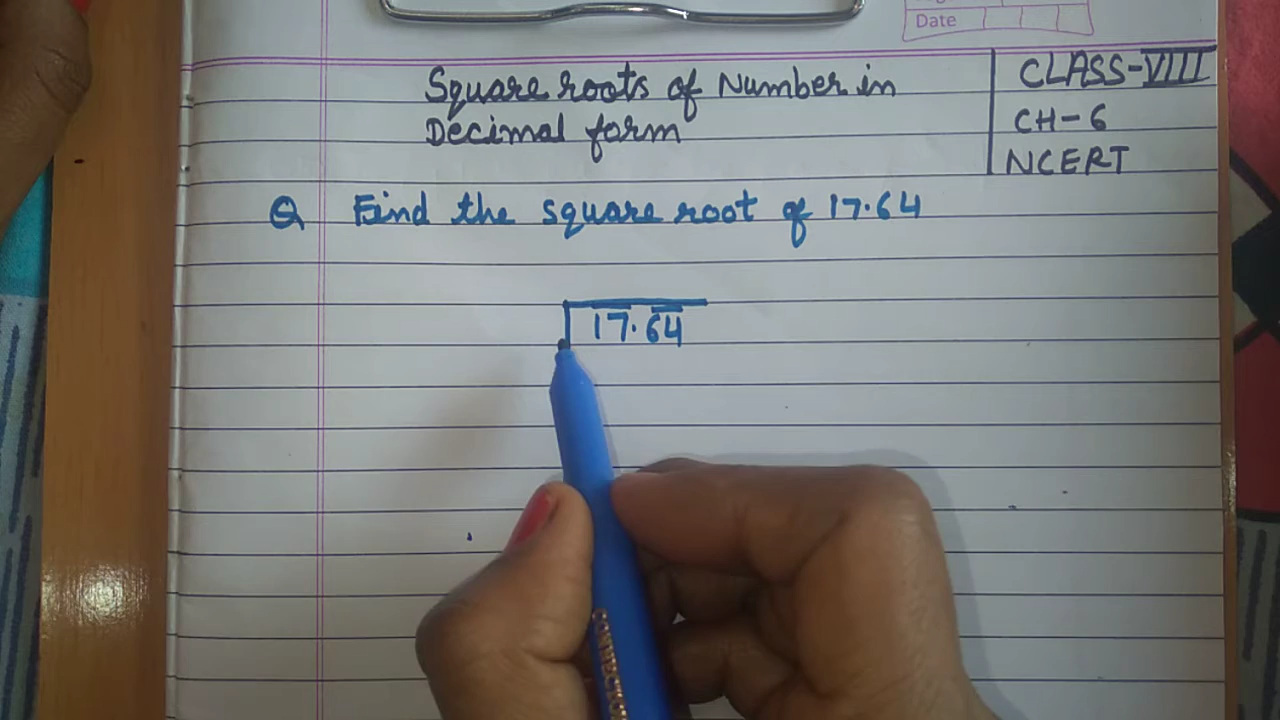 Date
Square roots of Number in
Decimal form
CLASS-VIII
CH-6
NCERT
Q Find the square root of 17.64
17.64